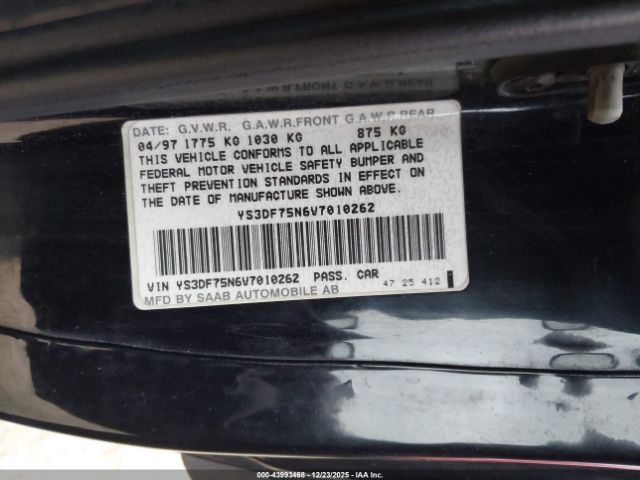 A.W.R.FRONT G.A.W.R.REAR
DATE: G.V.W.R. G.A.W.R.FRONT G.A.W.R.REAR
04/97 1775 KG 1030 KG 875 KG
THIS VEHICLE CONFORMS TO ALL APPLICABLE
FEDERAL MOTOR VEHICLE SAFETY BUMPER AND
THEFT PREVENTION STANDARDS IN EFFECT ON
THE DATE OF MANUFACTURE SHOWN ABOVE.
YS3DF75N6V7010262
VIN YS3DF75N6V7010262 PASS. CAR
MFD BY SAAB AUTOMOBILE AB 47 25 412
000-43993468 - 12/23/2025 - IAA Inc.